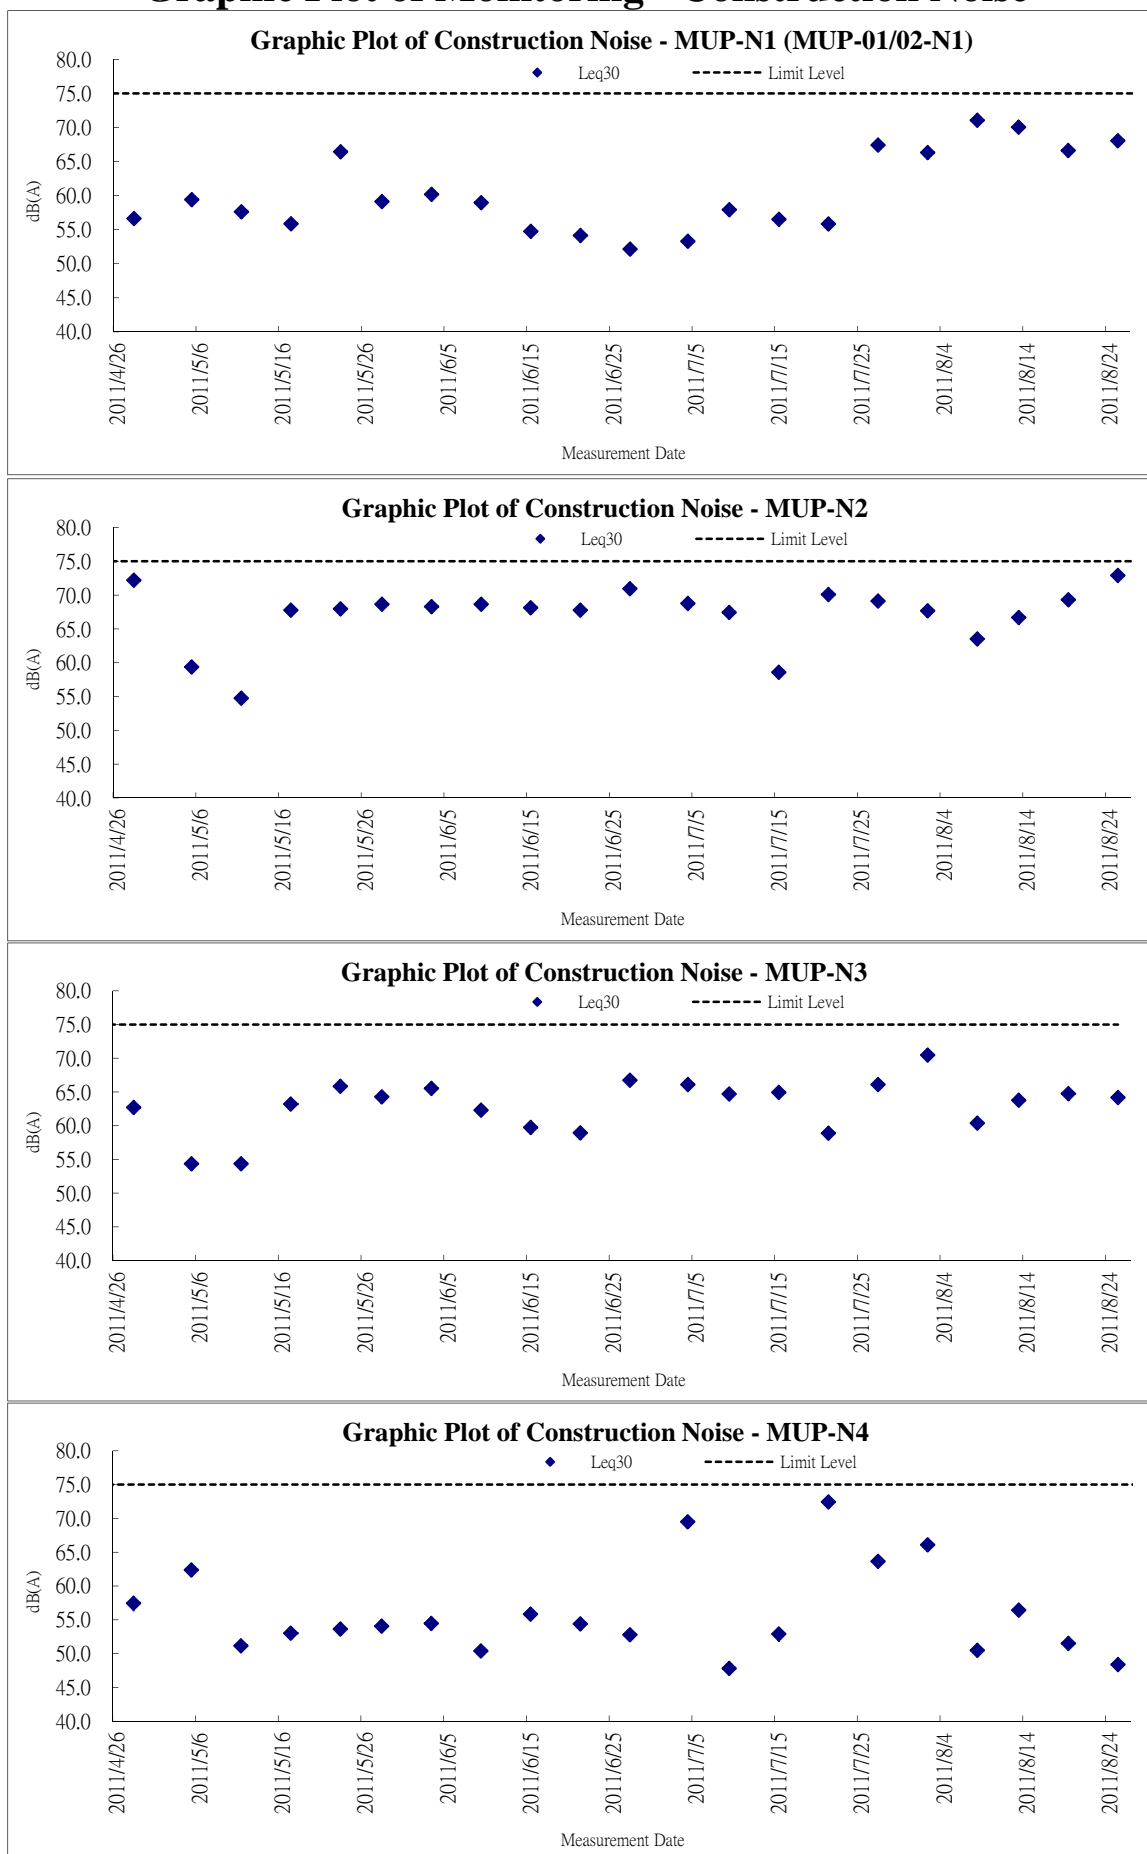 Graphic Plot of Monitoring - Construction Noise
Graphic Plot of Construction Noise - MUP-N1 (MUP-01/02-N1)
Leq30 Limit Level
80.0
75.0
70.0
65.0
60.0
55.0
50.0
45.0
40.0
dB(A)
2011/4/26 2011/5/6 2011/5/16 2011/5/26 2011/6/5 2011/6/15 2011/6/25 2011/7/5 2011/7/15 2011/7/25 2011/8/4 2011/8/14 2011/8/24
Measurement Date
Graphic Plot of Construction Noise - MUP-N2
Leq30 Limit Level
80.0
75.0
70.0
65.0
60.0
55.0
50.0
45.0
40.0
dB(A)
2011/4/26 2011/5/6 2011/5/16 2011/5/26 2011/6/5 2011/6/15 2011/6/25 2011/7/5 2011/7/15 2011/7/25 2011/8/4 2011/8/14 2011/8/24
Measurement Date
Graphic Plot of Construction Noise - MUP-N3
Leq30 Limit Level
80.0
75.0
70.0
65.0
60.0
55.0
50.0
45.0
40.0
dB(A)
2011/4/26 2011/5/6 2011/5/16 2011/5/26 2011/6/5 2011/6/15 2011/6/25 2011/7/5 2011/7/15 2011/7/25 2011/8/4 2011/8/14 2011/8/24
Measurement Date
Graphic Plot of Construction Noise - MUP-N4
Leq30 Limit Level
80.0
75.0
70.0
65.0
60.0
55.0
50.0
45.0
40.0
dB(A)
2011/4/26 2011/5/6 2011/5/16 2011/5/26 2011/6/5 2011/6/15 2011/6/25 2011/7/5 2011/7/15 2011/7/25 2011/8/4 2011/8/14 2011/8/24
Measurement Date